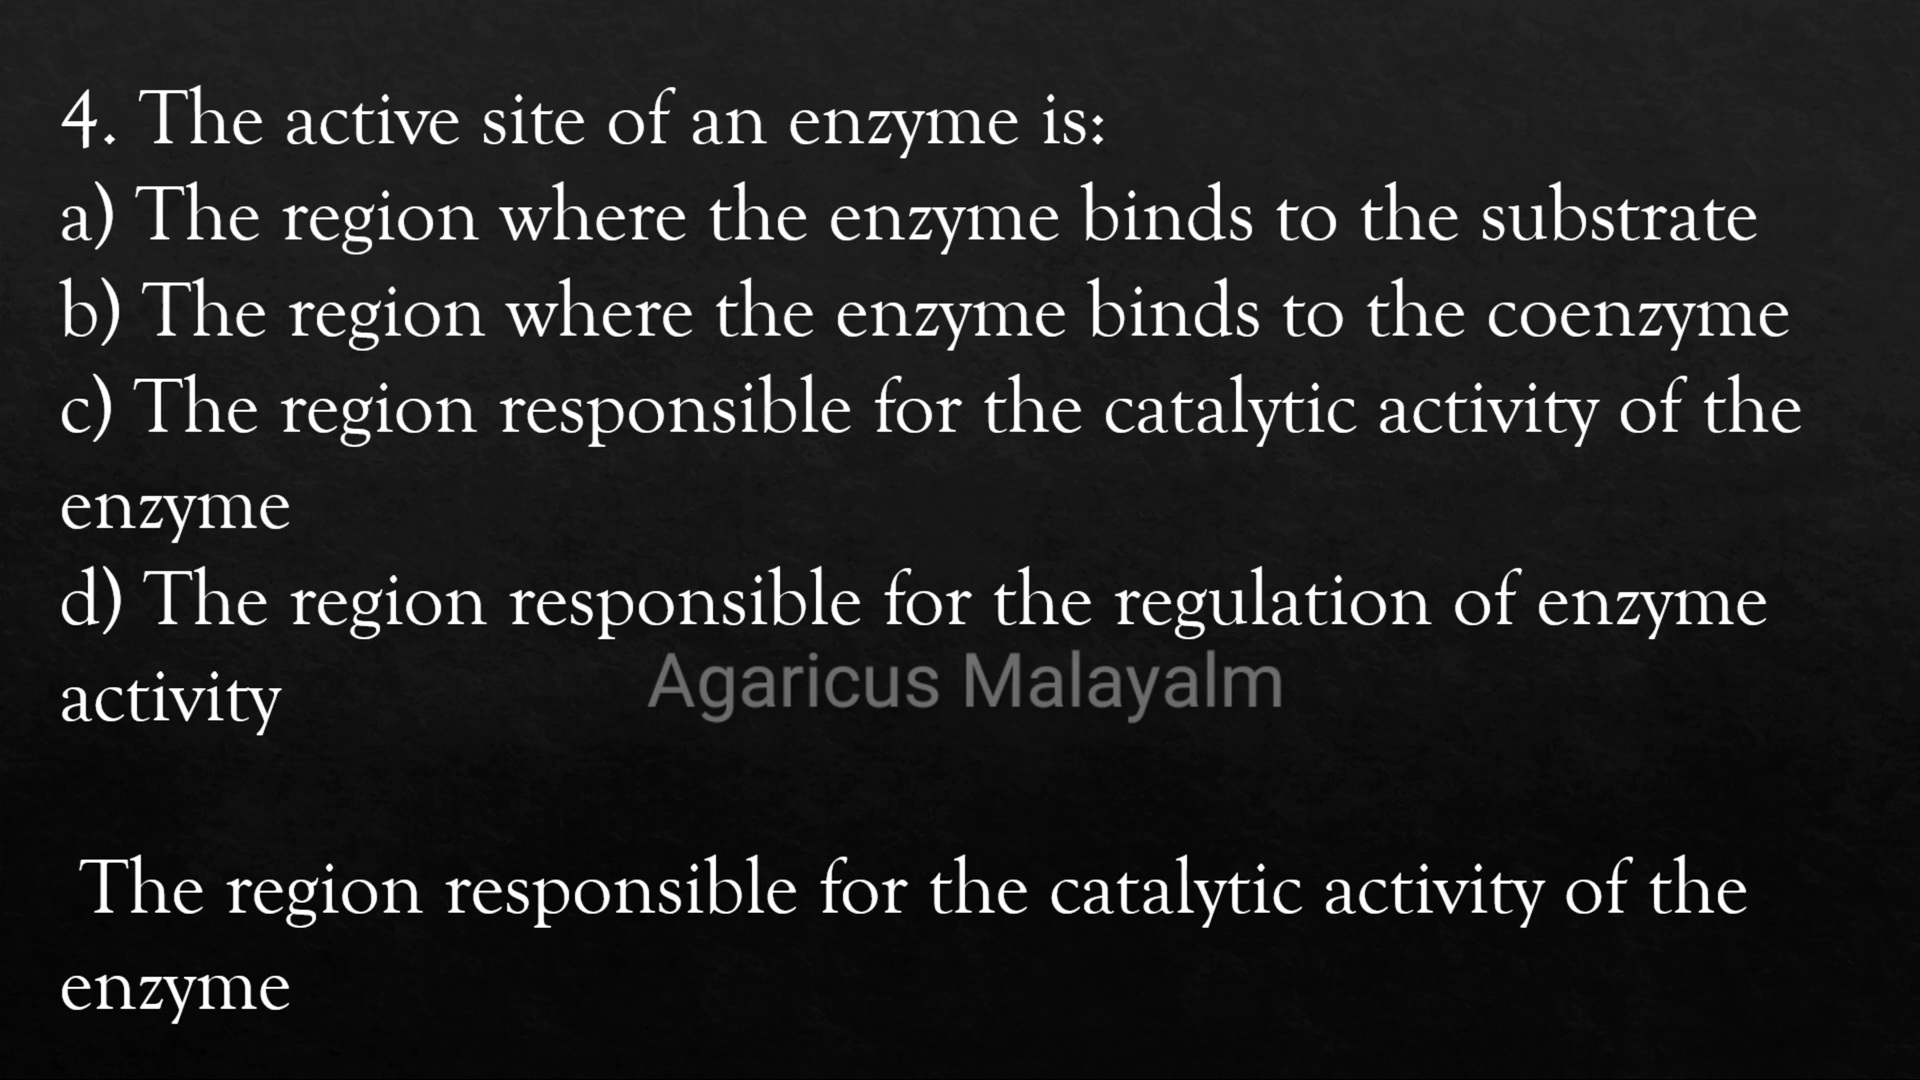 4. The active site of an enzyme is:
a) The region where the enzyme binds to the substrate
b) The region where the enzyme binds to the coenzyme
c) The region responsible for the catalytic activity of the
enzyme
d) The region responsible for the regulation of enzyme
activity
Agaricus Malayalm
The region responsible for the catalytic activity of the
enzyme